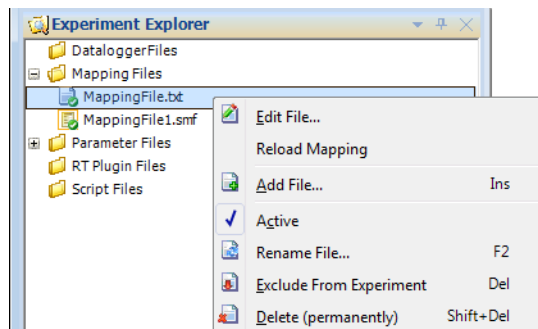 Experiment Explorer
DataloggerFiles
Mapping Files
MappingFile.txt
MappingFile1.smf
Parameter Files
RT Plugin Files
Script Files
Edit File...
Reload Mapping
Add File... Ins
Active
Rename File... F2
Exclude From Experiment Del
Delete (permanently) Shift+Del